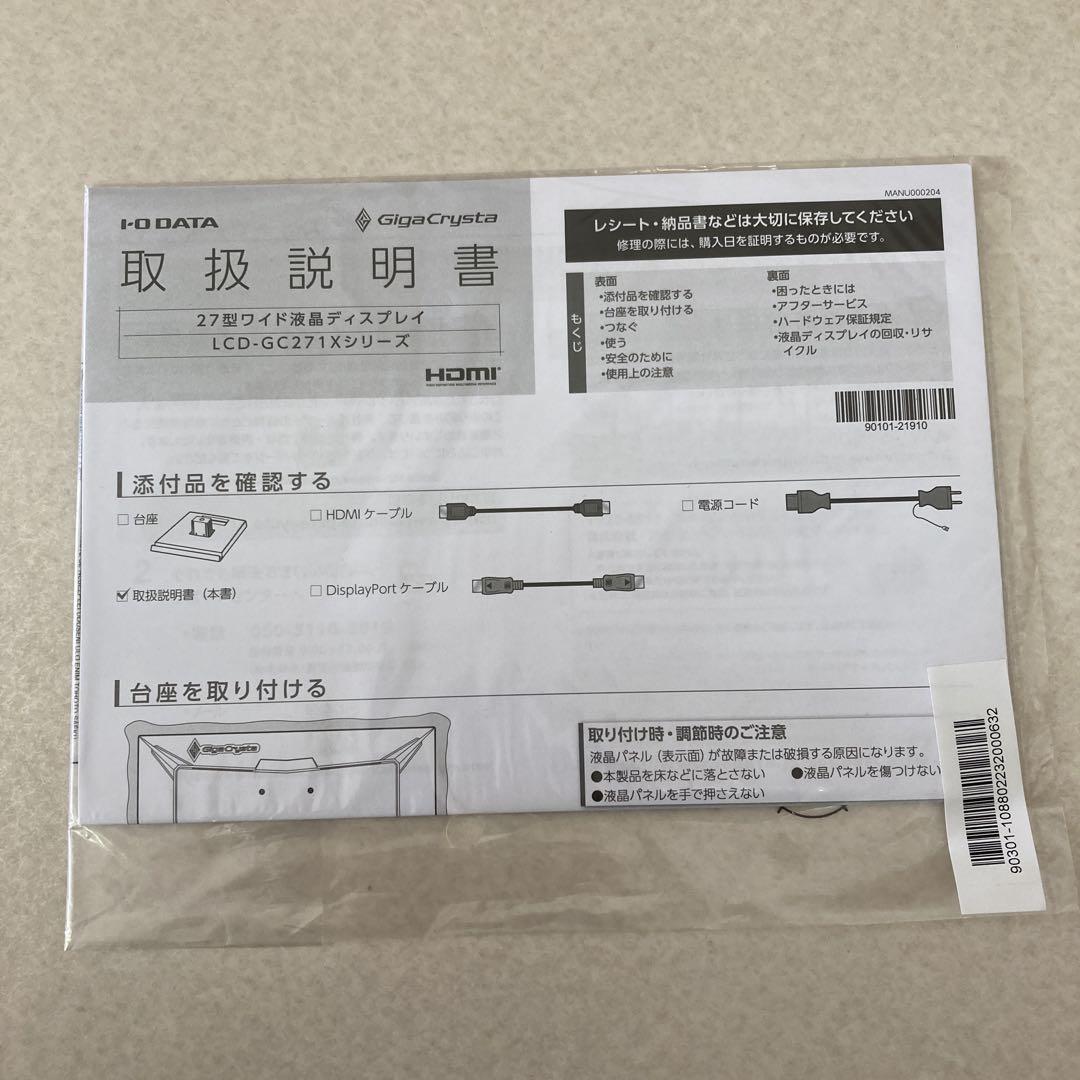 I-O DATA
GigaCrysta
取扱説明書
27型ワイド液晶ディスプレイ
LCD-GC271Xシリーズ
HDMI
HIGH-DEFINITION MULTIMEDIA INTERFACE
MANU000204
レシート・納品書などは大切に保存してください
修理の際には、購入日を証明するものが必要です。
もくじ
表面
・添付品を確認する
・台座を取り付ける
・つなぐ
・使う
・安全のために
・使用上の注意
裏面
・困ったときには
・アフターサービス
・ハードウェア保証規定
・液晶ディスプレイの回収・リサ
イクル
90101-21910
添付品を確認する
□ 台座
□ HDMI ケーブル
□ 電源コード
☑ 取扱説明書（本書）
□ DisplayPort ケーブル
台座を取り付ける
GigaCrysta
取り付け時・調節時のご注意
液晶パネル（表示面）が故障または破損する原因になります。
●本製品を床などに落とさない ●液晶パネルを傷つけない
●液晶パネルを手で押さえない
90301-10880223200​0632